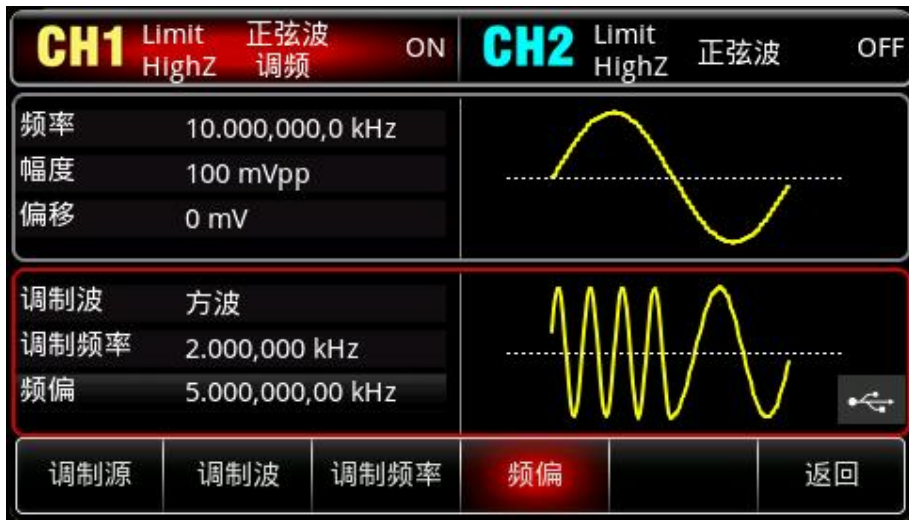 CH1 Limit 正弦波 ON CH2 Limit 正弦波 OFF
HighZ 调频 HighZ
频率 10.000,000,0 kHz
幅度 100 mVpp
偏移 0 mV
调制波 方波
调制频率 2.000,000 kHz
频偏 5.000,000,00 kHz
调制源 调制波 调制频率 频偏 返回